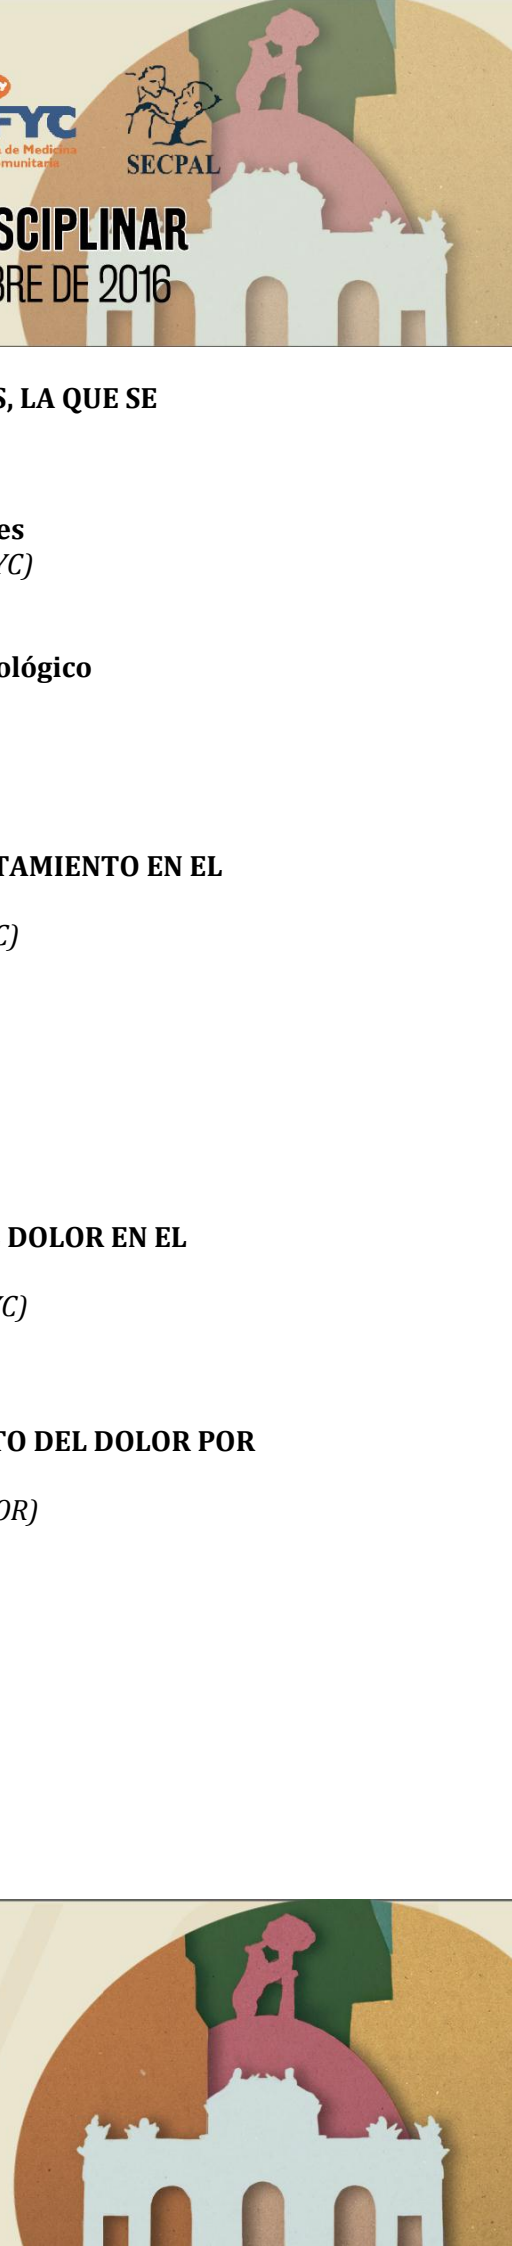 FYC
de Medicina
munitaria
SECPAL
SCIPLINAR
BRE DE 2016
S, LA QUE SE
es
YC)
ológico
TAMIENTO EN EL
C)
DOLOR EN EL
YC)
TO DEL DOLOR POR
OR)